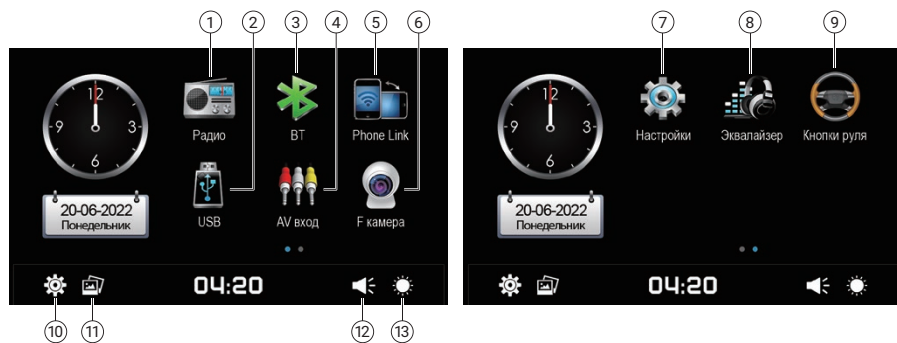 1 2 3 4 5 6 7 8 9
12
9 3
6
Радио BT Phone Link
USB AV вход F камера
20-06-2022
Понедельник
04:20
12
9 3
6
Настройки Эквалайзер Кнопки руля
20-06-2022
Понедельник
04:20
10 11 12 13